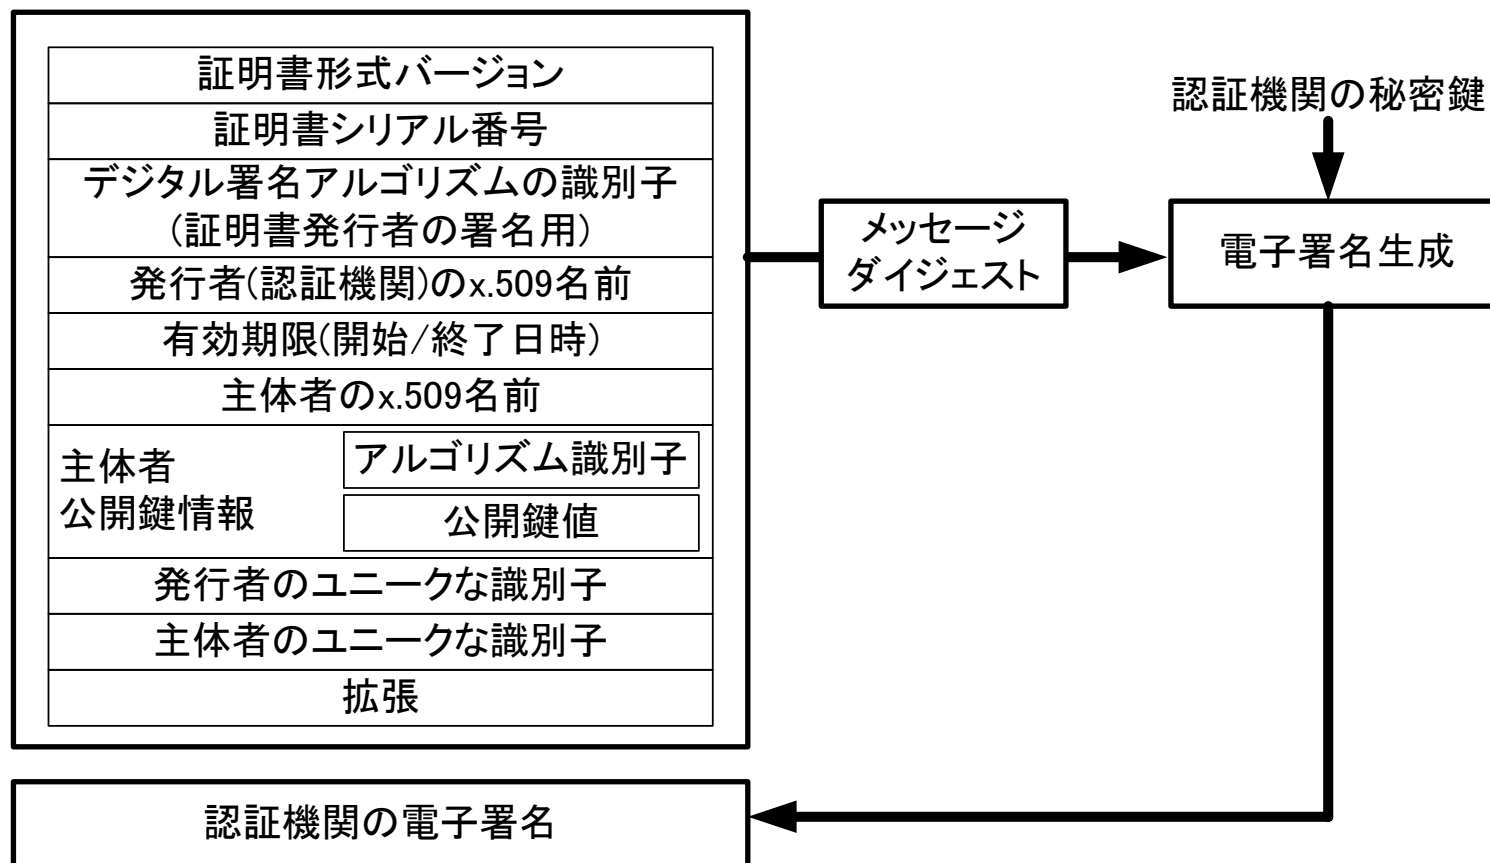 証明書形式バージョン
証明書シリアル番号
デジタル署名アルゴリズムの識別子
(証明書発行者の署名用)
発行者(認証機関)のx.509名前
有効期限(開始/終了日時)
主体者のx.509名前
主体者
公開鍵情報
アルゴリズム識別子
公開鍵値
発行者のユニークな識別子
主体者のユニークな識別子
拡張
メッセージ
ダイジェスト
認証機関の秘密鍵
電子署名生成
認証機関の電子署名